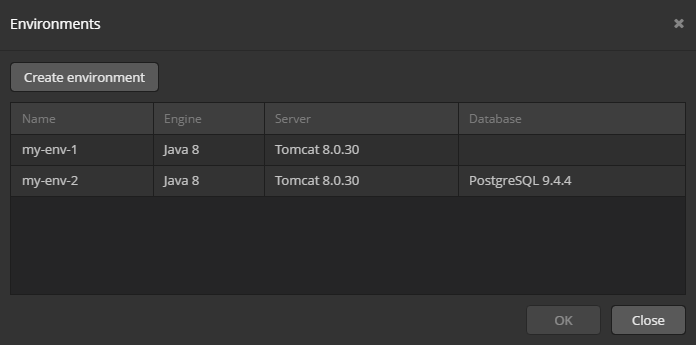 Environments
Create environment
Name Engine Server Database
my-env-1 Java 8 Tomcat 8.0.30
my-env-2 Java 8 Tomcat 8.0.30 PostgreSQL 9.4.4
OK Close